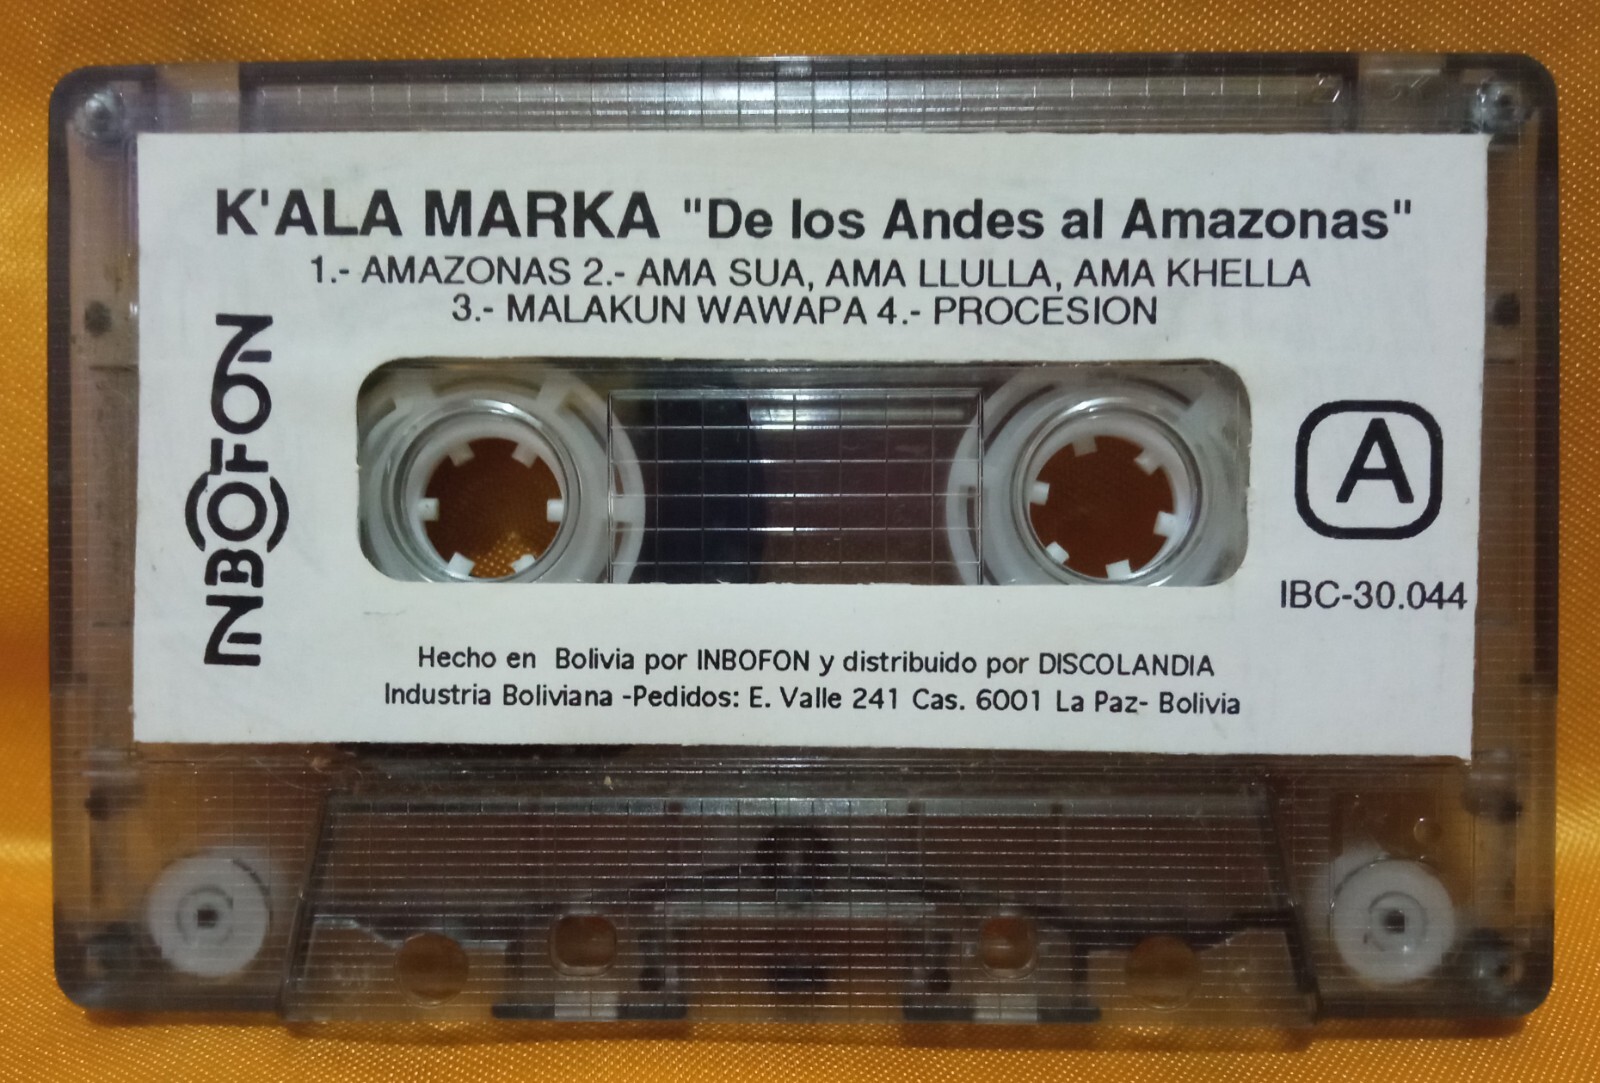 K'ALA MARKA "De los Andes al Amazonas"
1.- AMAZONAS 2.- AMA SUA, AMA LLULLA, AMA KHELLA
3.- MALAKUN WAWAPA 4.- PROCESION
INBOFON
A
IBC-30.044
Hecho en Bolivia por INBOFON y distribuido por DISCOLANDIA
Industria Boliviana -Pedidos: E. Valle 241 Cas. 6001 La Paz- Bolivia